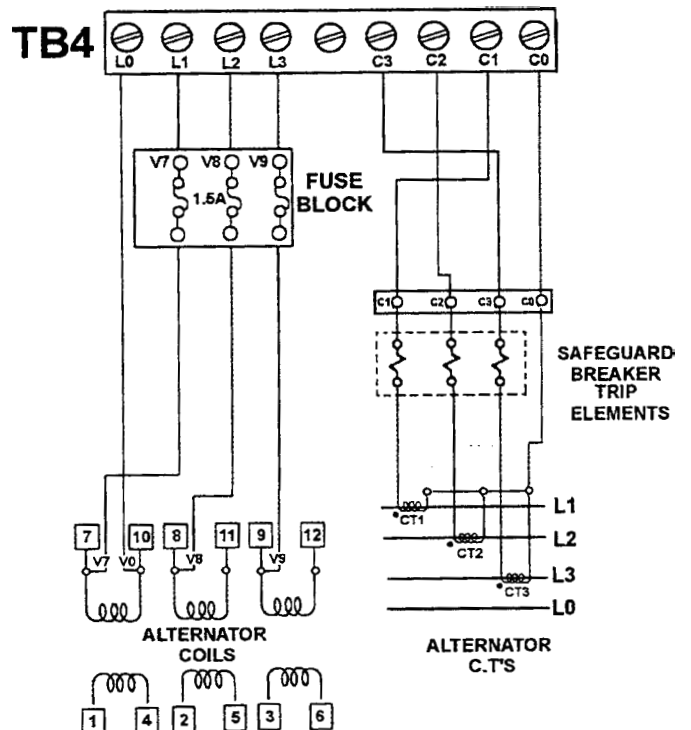 TB4
L0 L1 L2 L3 C3 C2 C1 C0
V7 V8 V9
1.5A
FUSE
BLOCK
C1 C2 C3 C0
SAFEGUARD
BREAKER
TRIP
ELEMENTS
L1
CT1
L2
CT2
L3
CT3
L0
7 10 8 11 9 12
V7 V0 V8 V9
ALTERNATOR
COILS
ALTERNATOR
C.T'S
1 4 2 5 3 6